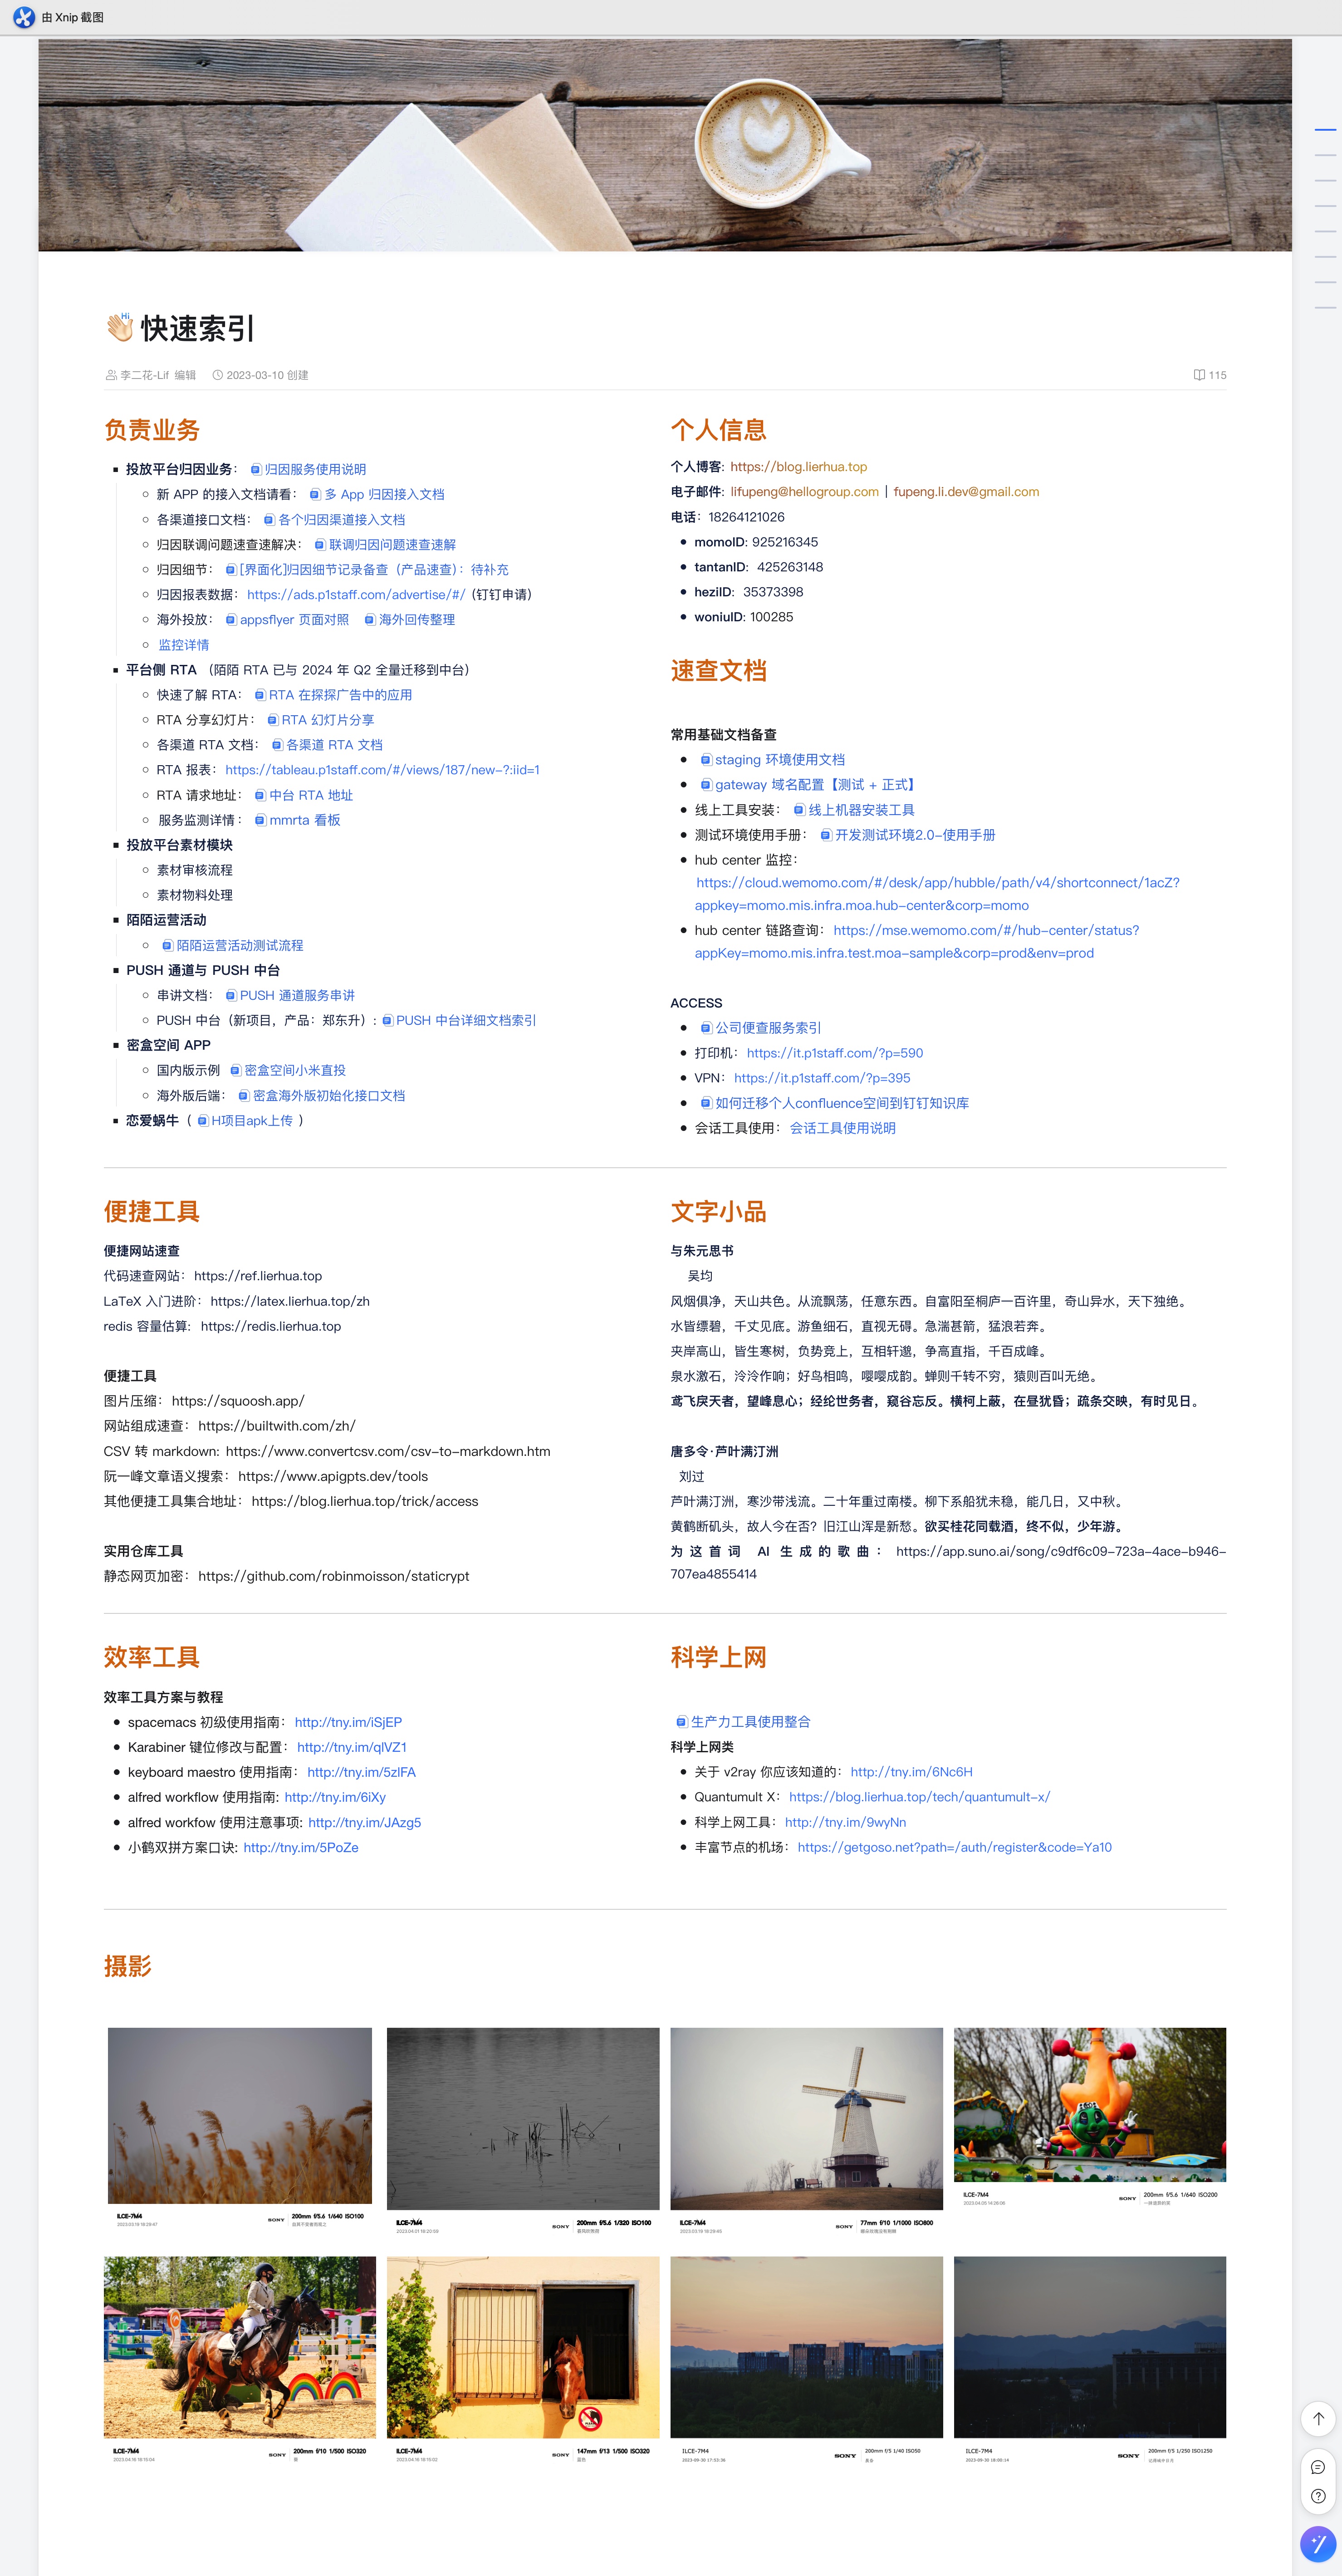 由 Xnip 截图
Hi
快速索引
李二花-Lif 编辑 2023-03-10 创建
115
负责业务
投放平台归因业务： 归因服务使用说明
新 APP 的接入文档请看： 多 App 归因接入文档
各渠道接口文档： 各个归因渠道接入文档
归因联调问题速查速解决： 联调归因问题速查速解
归因细节： [界面化]归因细节记录备查（产品速查）：待补充
归因报表数据：https://ads.p1staff.com/advertise/#/ (钉钉申请)
海外投放： appsflyer 页面对照 海外回传整理
监控详情
平台侧 RTA （陌陌 RTA 已与 2024 年 Q2 全量迁移到中台）
快速了解 RTA： RTA 在探探广告中的应用
RTA 分享幻灯片： RTA 幻灯片分享
各渠道 RTA 文档： 各渠道 RTA 文档
RTA 报表：https://tableau.p1staff.com/#/views/187/new-?:iid=1
RTA 请求地址： 中台 RTA 地址
服务监测详情： mmrta 看板
投放平台素材模块
素材审核流程
素材物料处理
陌陌运营活动
陌陌运营活动测试流程
PUSH 通道与 PUSH 中台
串讲文档： PUSH 通道服务串讲
PUSH 中台（新项目，产品：郑东升）: PUSH 中台详细文档索引
密盒空间 APP
国内版示例 密盒空间小米直投
海外版后端： 密盒海外版初始化接口文档
恋爱蜗牛（ H项目apk上传 ）
个人信息
个人博客: https://blog.lierhua.top
电子邮件: lifupeng@hellogroup.com | fupeng.li.dev@gmail.com
电话：18264121026
momoID: 925216345
tantanID: 425263148
heziID: 35373398
woniuID: 100285
速查文档
常用基础文档备查
staging 环境使用文档
gateway 域名配置【测试 + 正式】
线上工具安装： 线上机器安装工具
测试环境使用手册： 开发测试环境2.0-使用手册
hub center 监控：
https://cloud.wemomo.com/#/desk/app/hubble/path/v4/shortconnect/1acZ?
appkey=momo.mis.infra.moa.hub-center&corp=momo
hub center 链路查询：https://mse.wemomo.com/#/hub-center/status?
appKey=momo.mis.infra.test.moa-sample&corp=prod&env=prod
ACCESS
公司便查服务索引
打印机：https://it.p1staff.com/?p=590
VPN：https://it.p1staff.com/?p=395
如何迁移个人confluence空间到钉钉知识库
会话工具使用：会话工具使用说明
便捷工具
便捷网站速查
代码速查网站：https://ref.lierhua.top
LaTeX 入门进阶：https://latex.lierhua.top/zh
redis 容量估算: https://redis.lierhua.top
便捷工具
图片压缩：https://squoosh.app/
网站组成速查：https://builtwith.com/zh/
CSV 转 markdown: https://www.convertcsv.com/csv-to-markdown.htm
阮一峰文章语义搜索：https://www.apigpts.dev/tools
其他便捷工具集合地址：https://blog.lierhua.top/trick/access
实用仓库工具
静态网页加密：https://github.com/robinmoisson/staticrypt
文字小品
与朱元思书
吴均
风烟俱净，天山共色。从流飘荡，任意东西。自富阳至桐庐一百许里，奇山异水，天下独绝。
水皆缥碧，千丈见底。游鱼细石，直视无碍。急湍甚箭，猛浪若奔。
夹岸高山，皆生寒树，负势竞上，互相轩邈，争高直指，千百成峰。
泉水激石，泠泠作响；好鸟相鸣，嘤嘤成韵。蝉则千转不穷，猿则百叫无绝。
鸢飞戾天者，望峰息心；经纶世务者，窥谷忘反。横柯上蔽，在昼犹昏；疏条交映，有时见日。
唐多令·芦叶满汀洲
刘过
芦叶满汀洲，寒沙带浅流。二十年重过南楼。柳下系船犹未稳，能几日，又中秋。
黄鹤断矶头，故人今在否？旧江山浑是新愁。欲买桂花同载酒，终不似，少年游。
为这首词 AI 生成的歌曲：https://app.suno.ai/song/c9df6c09-723a-4ace-b946-
707ea4855414
效率工具
效率工具方案与教程
spacemacs 初级使用指南：http://tny.im/iSjEP
Karabiner 键位修改与配置：http://tny.im/qlVZ1
keyboard maestro 使用指南：http://tny.im/5zlFA
alfred workflow 使用指南: http://tny.im/6iXy
alfred workfow 使用注意事项: http://tny.im/JAzg5
小鹤双拼方案口诀: http://tny.im/5PoZe
科学上网
生产力工具使用整合
科学上网类
关于 v2ray 你应该知道的：http://tny.im/6Nc6H
Quantumult X：https://blog.lierhua.top/tech/quantumult-x/
科学上网工具：http://tny.im/9wyNn
丰富节点的机场：https://getgoso.net?path=/auth/register&code=Ya10
摄影
ILCE-7M4 SONY 200mm f/5.6 1/640 ISO100
ILCE-7M4 SONY 200mm f/5.6 1/320 ISO100
ILCE-7M4 SONY 77mm f/10 1/1000 ISO800
ILCE-7M4 SONY 200mm f/5.6 1/640 ISO200
ILCE-7M4 SONY 200mm f/10 1/500 ISO320
ILCE-7M4 SONY 147mm f/13 1/500 ISO320
ILCE-7M4 SONY 200mm f/5 1/40 ISO50
ILCE-7M4 SONY 200mm f/5 1/250 ISO1250